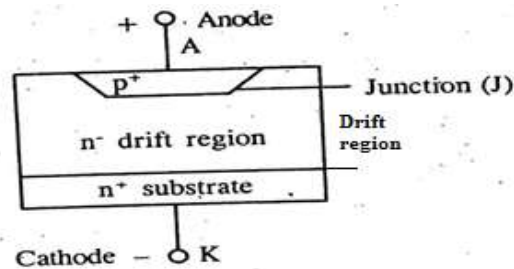 + Anode
A
p+
Junction (J)
n- drift region
Drift
region
n+ substrate
Cathode - K